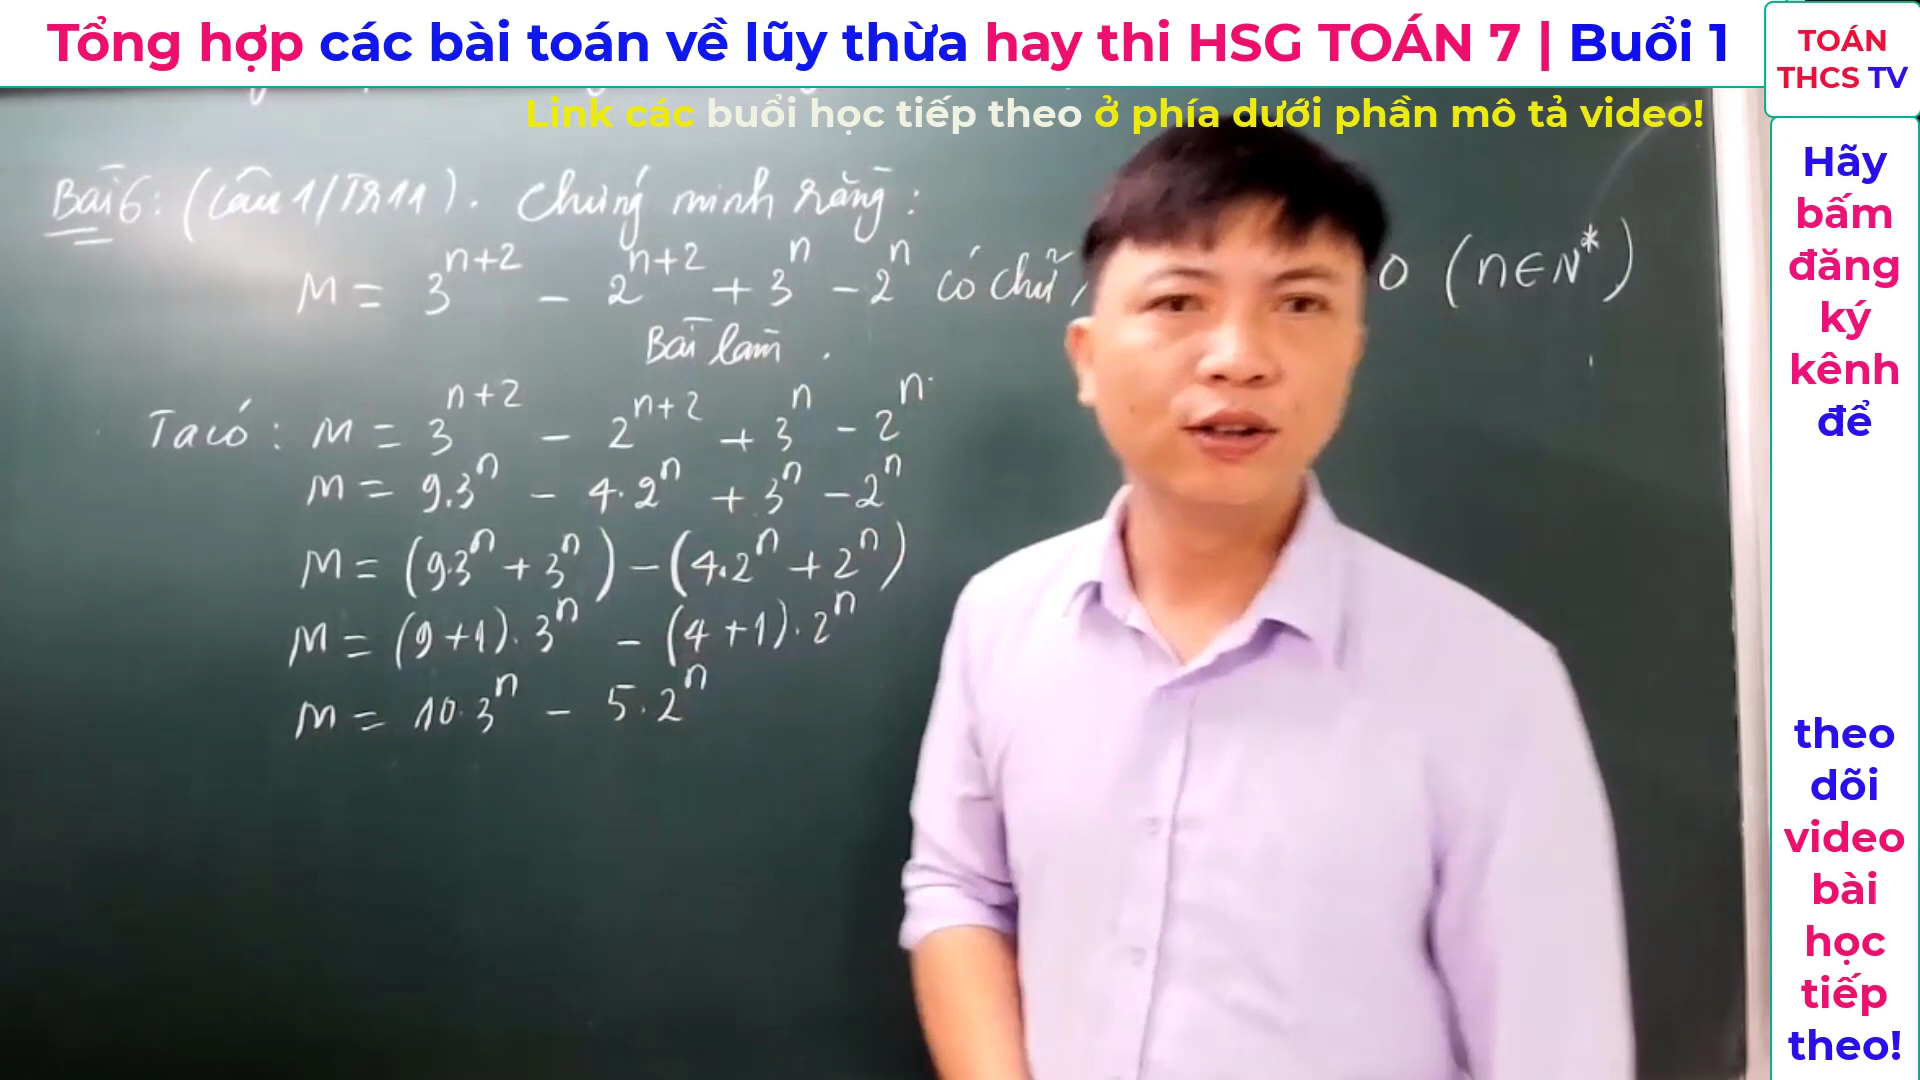 Tổng hợp các bài toán về lũy thừa hay thi HSG TOÁN 7 | Buổi 1
TOÁN
THCS TV
Link các buổi học tiếp theo ở phía dưới phần mô tả video!
Bài 6: (Câu 1/Tr11). Chứng minh rằng:
M = 3^{n+2} - 2^{n+2} + 3^n - 2^n có chữ 0 (n∈N*)
Bài làm.
Ta có: M = 3^{n+2} - 2^{n+2} + 3^n - 2^n
M = 9.3^n - 4.2^n + 3^n - 2^n
M = (9.3^n + 3^n) - (4.2^n + 2^n)
M = (9+1).3^n - (4+1).2^n
M = 10.3^n - 5.2^n
Hãy
bấm
đăng
ký
kênh
để
theo
dõi
video
bài
học
tiếp
theo!